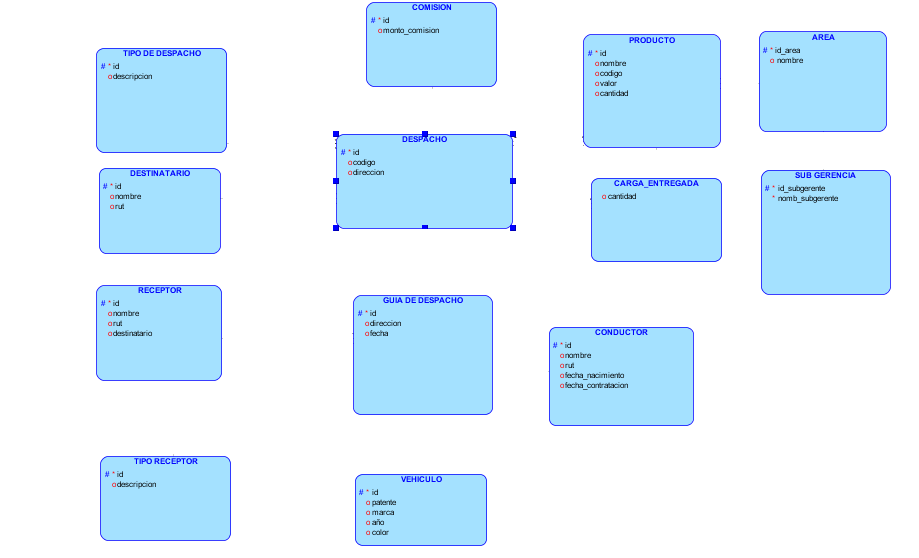 COMISION
# * id
o monto_comision
TIPO DE DESPACHO
# * id
o descripcion
PRODUCTO
# * id
o nombre
o codigo
o valor
o cantidad
AREA
# * id_area
o nombre
DESPACHO
# * id
o codigo
o direccion
DESTINATARIO
# * id
o nombre
o rut
CARGA_ENTREGADA
o cantidad
SUB GERENCIA
# * id_subgerente
* nomb_subgerente
RECEPTOR
# * id
o nombre
o rut
o destinatario
GUIA DE DESPACHO
# * id
o direccion
o fecha
CONDUCTOR
# * id
o nombre
o rut
o fecha_nacimiento
o fecha_contratacion
TIPO RECEPTOR
# * id
o descripcion
VEHICULO
# * id
o patente
o marca
o año
o color